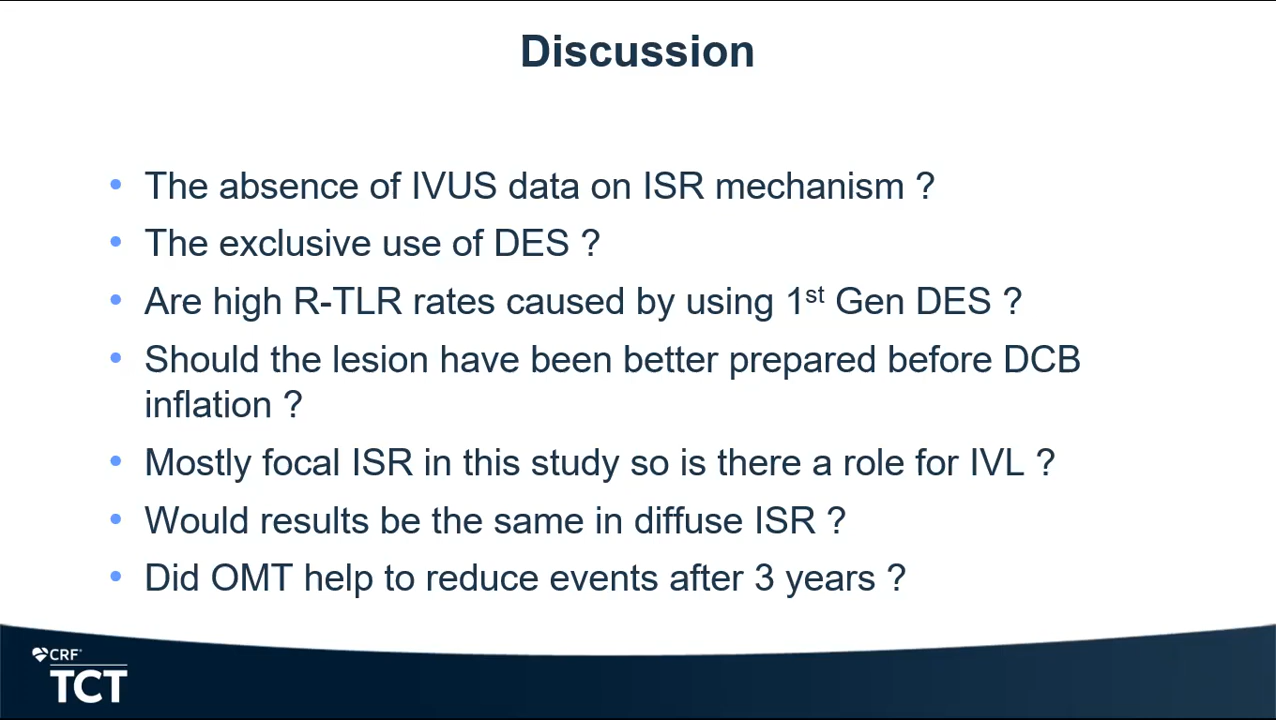 Discussion
• The absence of IVUS data on ISR mechanism ?
• The exclusive use of DES ?
• Are high R-TLR rates caused by using 1st Gen DES ?
• Should the lesion have been better prepared before DCB
inflation ?
• Mostly focal ISR in this study so is there a role for IVL ?
• Would results be the same in diffuse ISR ?
• Did OMT help to reduce events after 3 years ?
CRF
TCT